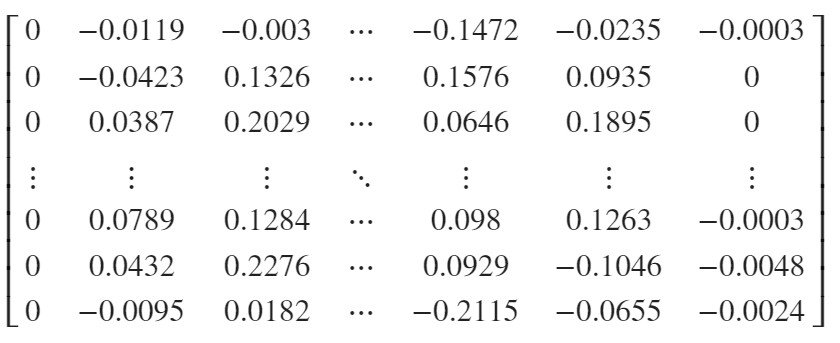 0 −0.0119 −0.003 ⋯ −0.1472 −0.0235 −0.0003
0 −0.0423 0.1326 ⋯ 0.1576 0.0935 0
0 0.0387 0.2029 ⋯ 0.0646 0.1895 0
⋮ ⋮ ⋮ ⋱ ⋮ ⋮ ⋮
0 0.0789 0.1284 ⋯ 0.098 0.1263 −0.0003
0 0.0432 0.2276 ⋯ 0.0929 −0.1046 −0.0048
0 −0.0095 0.0182 ⋯ −0.2115 −0.0655 −0.0024